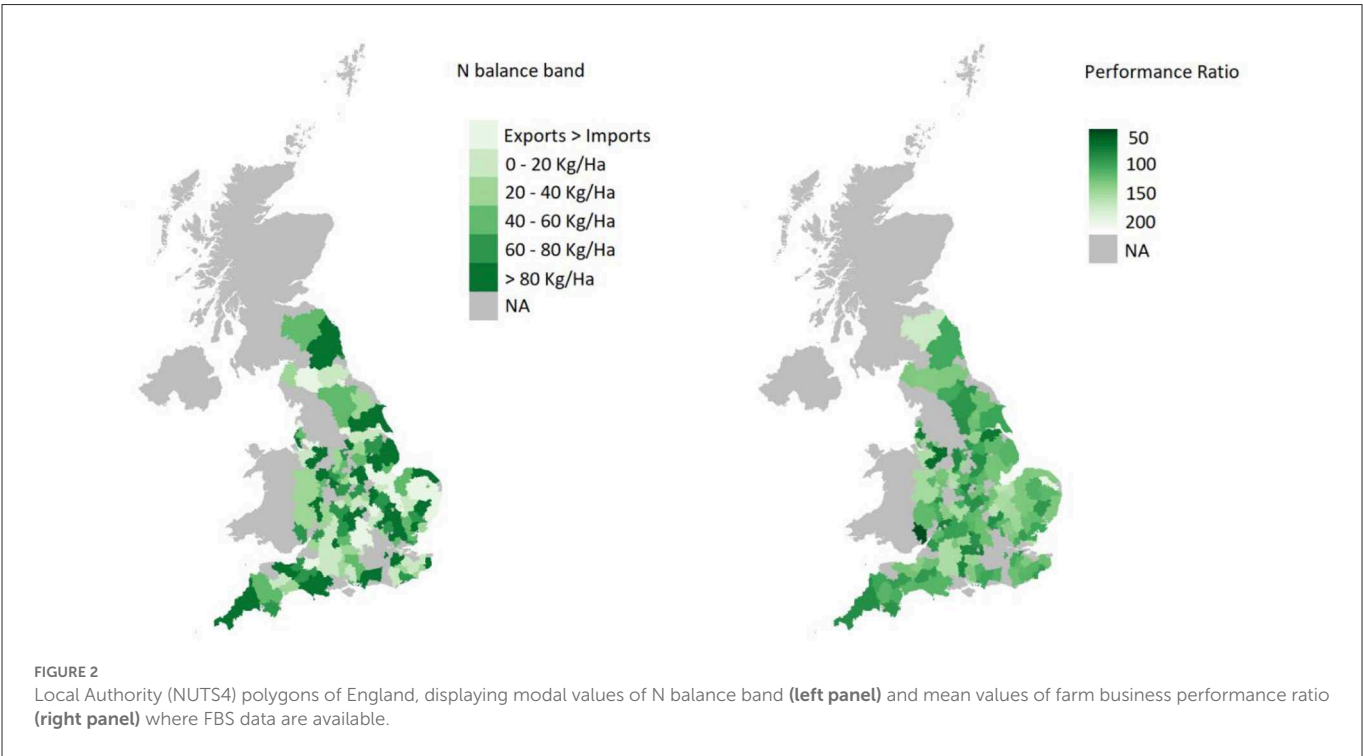 N balance band
Exports > Imports
0 - 20 Kg/Ha
20 - 40 Kg/Ha
40 - 60 Kg/Ha
60 - 80 Kg/Ha
> 80 Kg/Ha
NA
Performance Ratio
50
100
150
200
NA
FIGURE 2
Local Authority (NUTS4) polygons of England, displaying modal values of N balance band (left panel) and mean values of farm business performance ratio
(right panel) where FBS data are available.